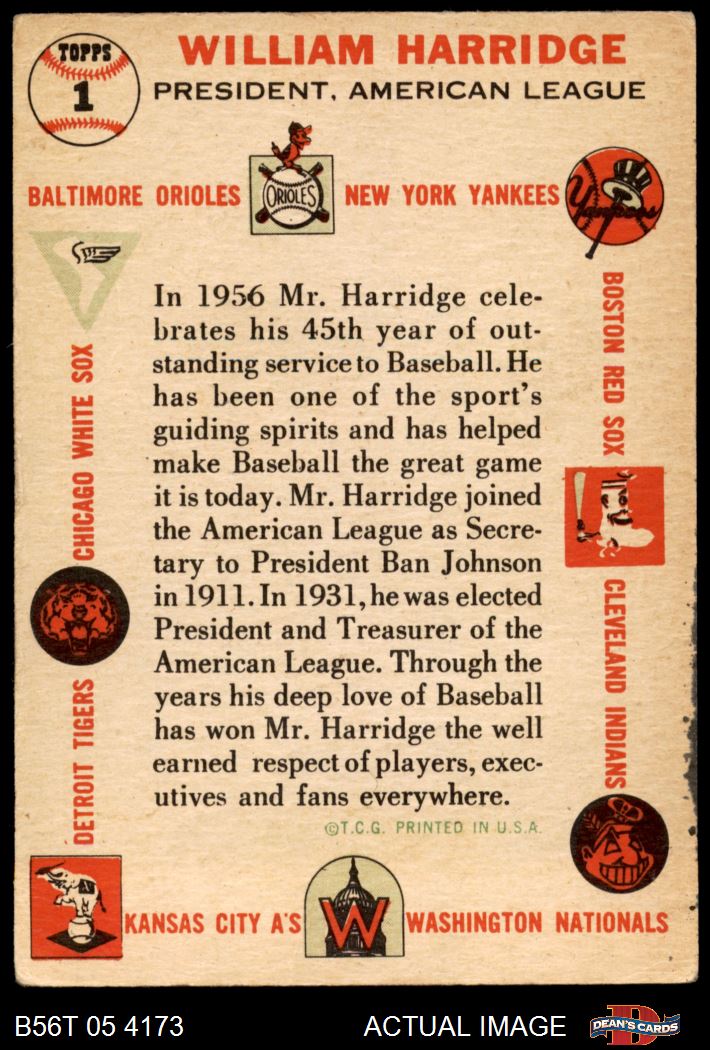 TOPPS
1
WILLIAM HARRIDGE
PRESIDENT, AMERICAN LEAGUE
BALTIMORE ORIOLES
ORIOLES
NEW YORK YANKEES
Yankees
BOSTON RED SOX
CLEVELAND INDIANS
CHICAGO WHITE SOX
DETROIT TIGERS
In 1956 Mr. Harridge cele-
brates his 45th year of out-
standing service to Baseball. He
has been one of the sport's
guiding spirits and has helped
make Baseball the great game
it is today. Mr. Harridge joined
the American League as Secre-
tary to President Ban Johnson
in 1911. In 1931, he was elected
President and Treasurer of the
American League. Through the
years his deep love of Baseball
has won Mr. Harridge the well
earned respect of players, exec-
utives and fans everywhere.
©T.C.G. PRINTED IN U.S.A.
A
KANSAS CITY A'S
W
WASHINGTON NATIONALS
B56T 05 4173
ACTUAL IMAGE
D
DEAN'S CARDS